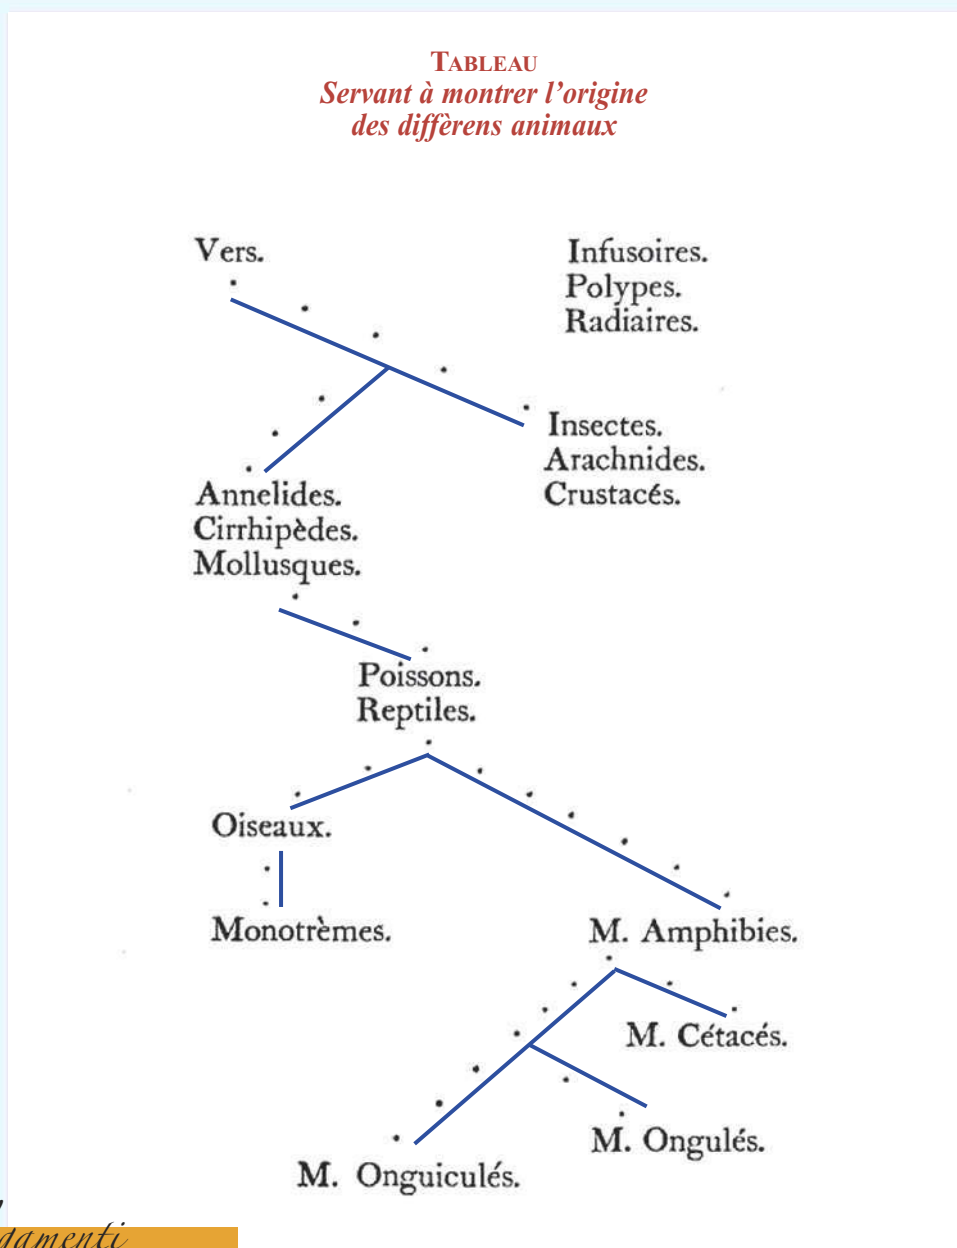 TABLEAU
Servant à montrer l’origine
des diffèrens animaux
Vers.
Infusoires.
Polypes.
Radiaires.
Insectes.
Arachnides.
Crustacés.
Annelides.
Cirrhipèdes.
Mollusques.
Poissons.
Reptiles.
Oiseaux.
Monotrèmes.
M. Amphibies.
M. Cétacés.
M. Ongulés.
M. Onguiculés.